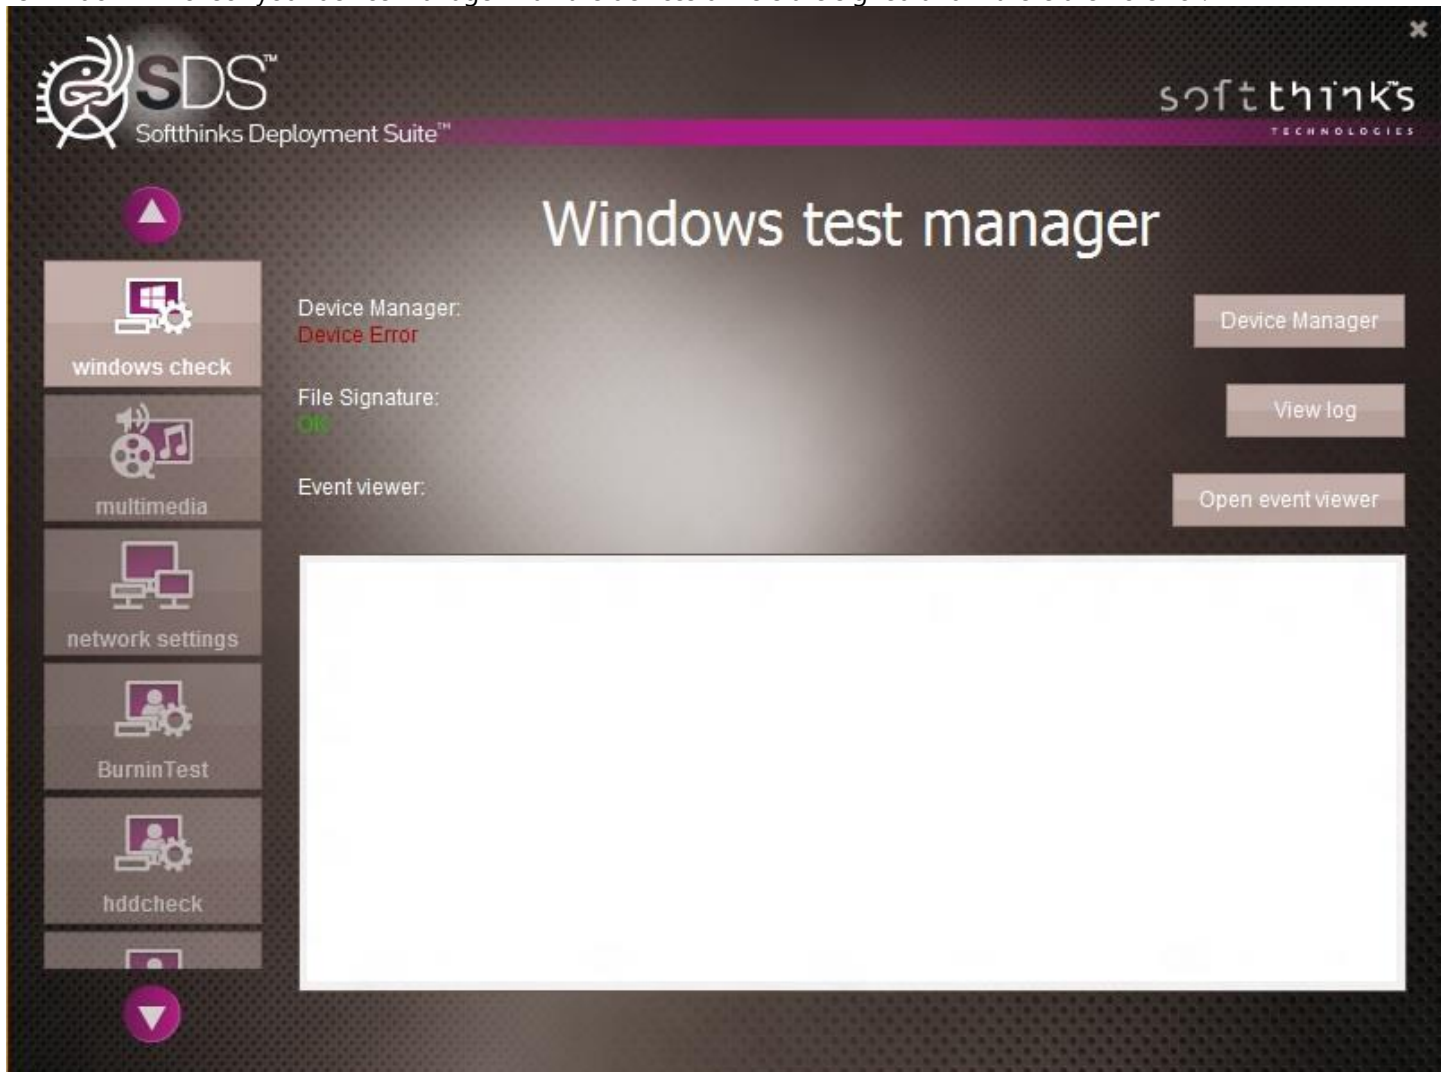 SDS™
Softthinks Deployment Suite™
softthinks™
TECHNOLOGIES
Windows test manager
windows check
multimedia
network settings
BurninTest
hddcheck
Device Manager:
Device Error
Device Manager
File Signature:
OK
View log
Event viewer:
Open event viewer